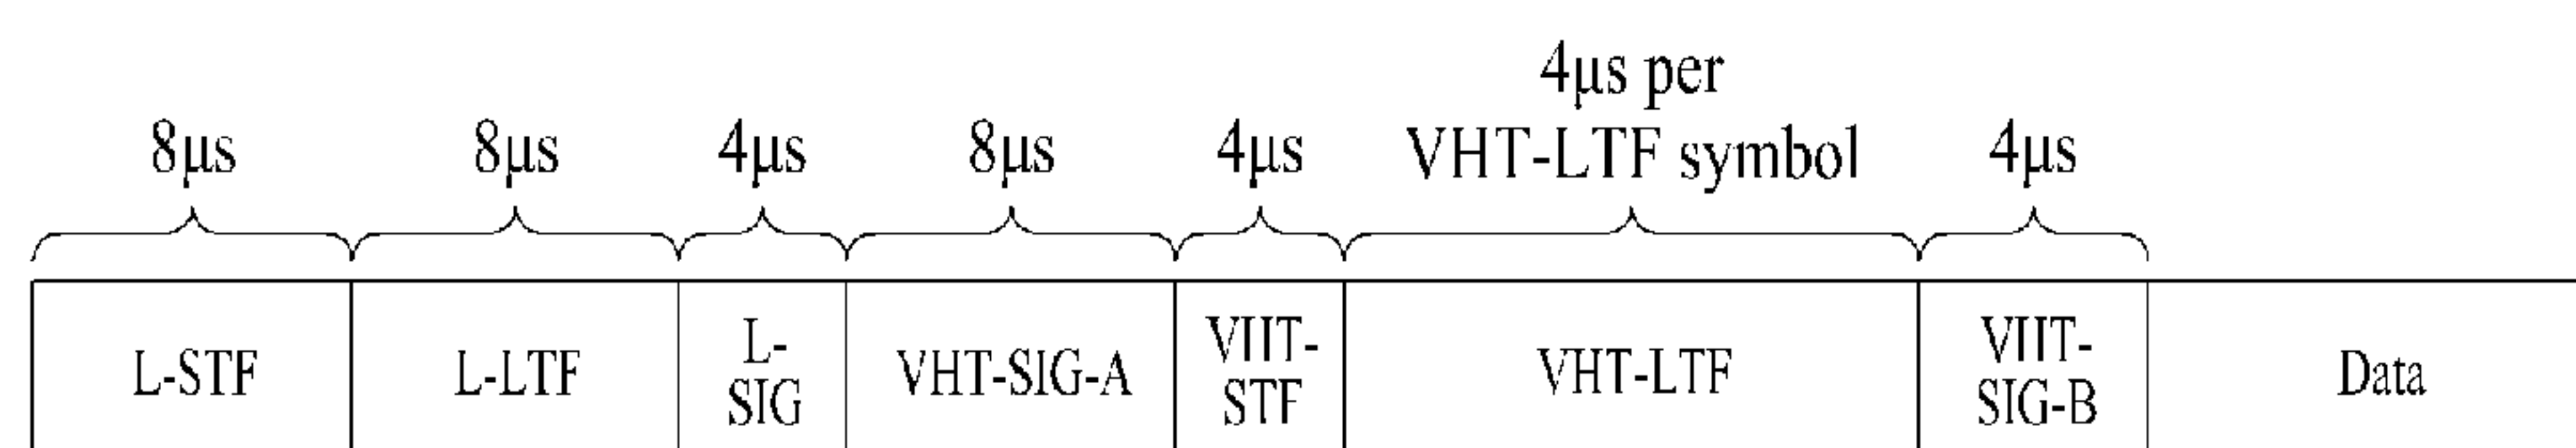 4μs per
8μs 8μs 4μs 8μs 4μs VHT-LTF symbol 4μs
L-STF L-LTF L- VHT-SIG-A VHT- VHT-LTF VHT- Data
SIG STF SIG-B